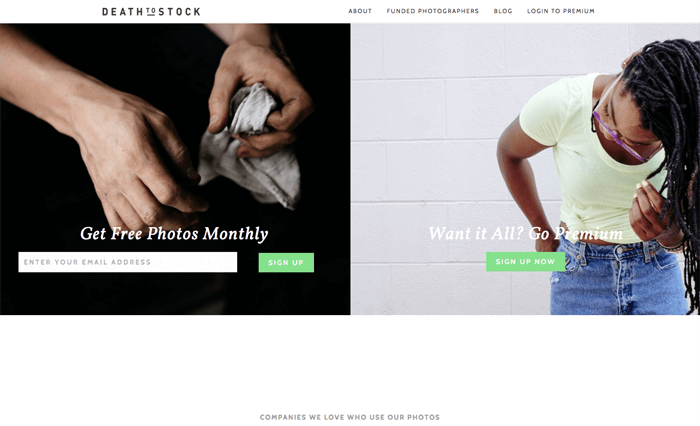 DEATH TO STOCK
ABOUT FUNDED PHOTOGRAPHERS BLOG LOGIN TO PREMIUM
Get Free Photos Monthly
ENTER YOUR EMAIL ADDRESS
SIGN UP
Want it All? Go Premium
SIGN UP NOW
COMPANIES WE LOVE WHO USE OUR PHOTOS